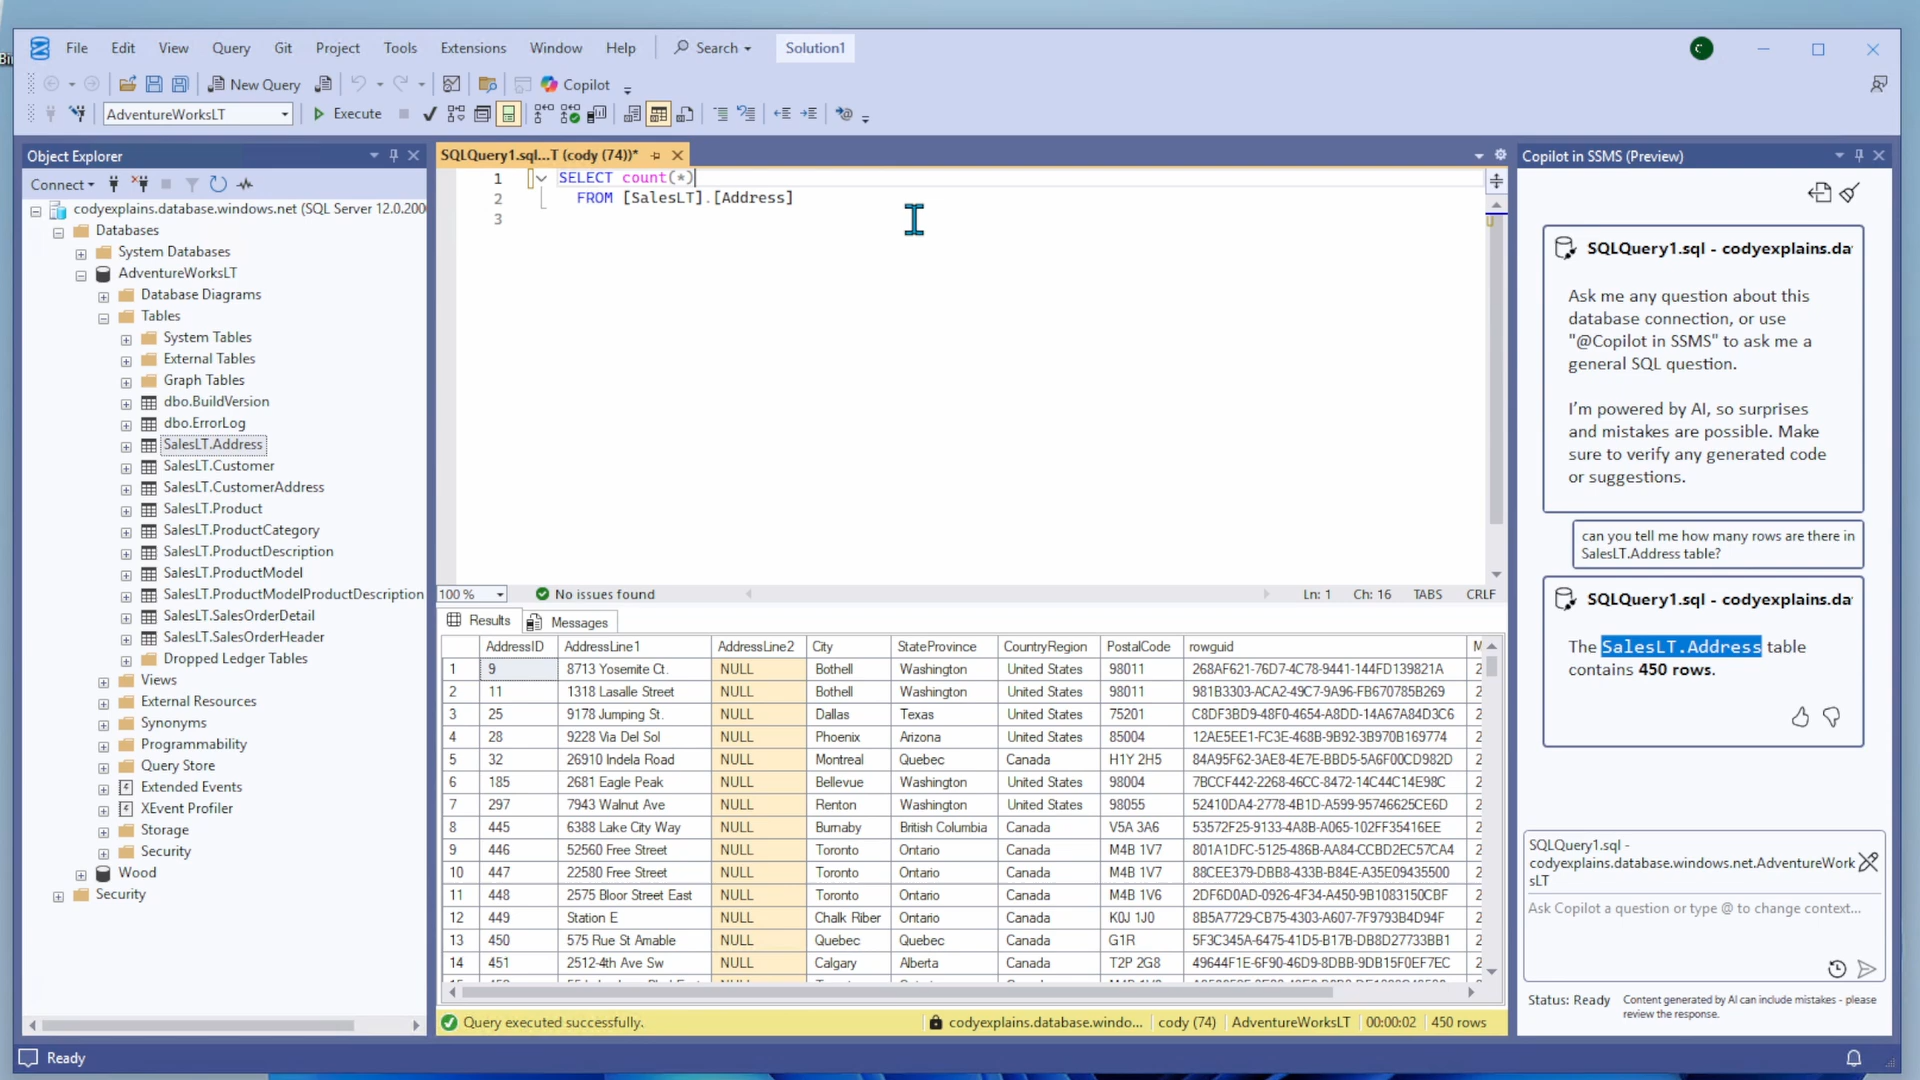 Bi
File Edit View Query Git Project Tools Extensions Window Help Search Solution1
C
New Query Copilot
AdventureWorksLT Execute
Object Explorer
Connect
codyexplains.database.windows.net (SQL Server 12.0.200
Databases
System Databases
AdventureWorksLT
Database Diagrams
Tables
System Tables
External Tables
Graph Tables
dbo.BuildVersion
dbo.ErrorLog
SalesLT.Address
SalesLT.Customer
SalesLT.CustomerAddress
SalesLT.Product
SalesLT.ProductCategory
SalesLT.ProductDescription
SalesLT.ProductModel
SalesLT.ProductModelProductDescription
SalesLT.SalesOrderDetail
SalesLT.SalesOrderHeader
Dropped Ledger Tables
Views
External Resources
Synonyms
Programmability
Query Store
Extended Events
XEvent Profiler
Storage
Security
Wood
Security
SQLQuery1.sql...T (cody (74))*
1 SELECT count(*)
2 FROM [SalesLT].[Address]
3
100 % No issues found Ln: 1 Ch: 16 TABS CRLF
Results Messages
AddressID AddressLine1 AddressLine2 City StateProvince CountryRegion PostalCode rowguid M
1 9 8713 Yosemite Ct. NULL Bothell Washington United States 98011 268AF621-76D7-4C78-9441-144FD139821A 2
2 11 1318 Lasalle Street NULL Bothell Washington United States 98011 981B3303-ACA2-49C7-9A96-FB670785B269 2
3 25 9178 Jumping St. NULL Dallas Texas United States 75201 C8DF3BD9-48F0-4654-A8DD-14A67A84D3C6 2
4 28 9228 Via Del Sol NULL Phoenix Arizona United States 85004 12AE5EE1-FC3E-468B-9B92-3B970B169774 2
5 32 26910 Indela Road NULL Montreal Quebec Canada H1Y 2H5 84A95F62-3AE8-4E7E-BBD5-5A6F00CD982D 2
6 185 2681 Eagle Peak NULL Bellevue Washington United States 98004 7BCCF442-2268-46CC-8472-14C44C14E98C 2
7 297 7943 Walnut Ave NULL Renton Washington United States 98055 52410DA4-2778-4B1D-A599-95746625CE6D 2
8 445 6388 Lake City Way NULL Burnaby British Columbia Canada V5A 3A6 53572F25-9133-4A8B-A065-102FF35416EE 2
9 446 52560 Free Street NULL Toronto Ontario Canada M4B 1V7 801A1DFC-5125-486B-AA84-CCBD2EC57CA4 2
10 447 22580 Free Street NULL Toronto Ontario Canada M4B 1V7 88CEE379-DBB8-433B-B84E-A35E09435500 2
11 448 2575 Bloor Street East NULL Toronto Ontario Canada M4B 1V6 2DF6D0AD-0926-4F34-A450-9B1083150CBF 2
12 449 Station E NULL Chalk Riber Ontario Canada K0J 1J0 8B5A7729-CB75-4303-A607-7F9793B4D94F 2
13 450 575 Rue St Amable NULL Quebec Quebec Canada G1R 5F3C345A-6475-41D5-B17B-DB8D27733BB1 2
14 451 2512-4th Ave Sw NULL Calgary Alberta Canada T2P 2G8 49644F1E-6F90-46D9-8DBB-9DB15F0EF7EC 2
Query executed successfully. codyexplains.database.windo... cody (74) AdventureWorksLT 00:00:02 450 rows
Copilot in SSMS (Preview)
SQLQuery1.sql - codyexplains.da
Ask me any question about this
database connection, or use
"@Copilot in SSMS" to ask me a
general SQL question.
I'm powered by AI, so surprises
and mistakes are possible. Make
sure to verify any generated code
or suggestions.
can you tell me how many rows are there in
SalesLT.Address table?
SQLQuery1.sql - codyexplains.da
The SalesLT.Address table
contains 450 rows.
SQLQuery1.sql -
codyexplains.database.windows.net.AdventureWork
sLT
Ask Copilot a question or type @ to change context...
Status: Ready Content generated by AI can include mistakes - please
review the response.
Ready